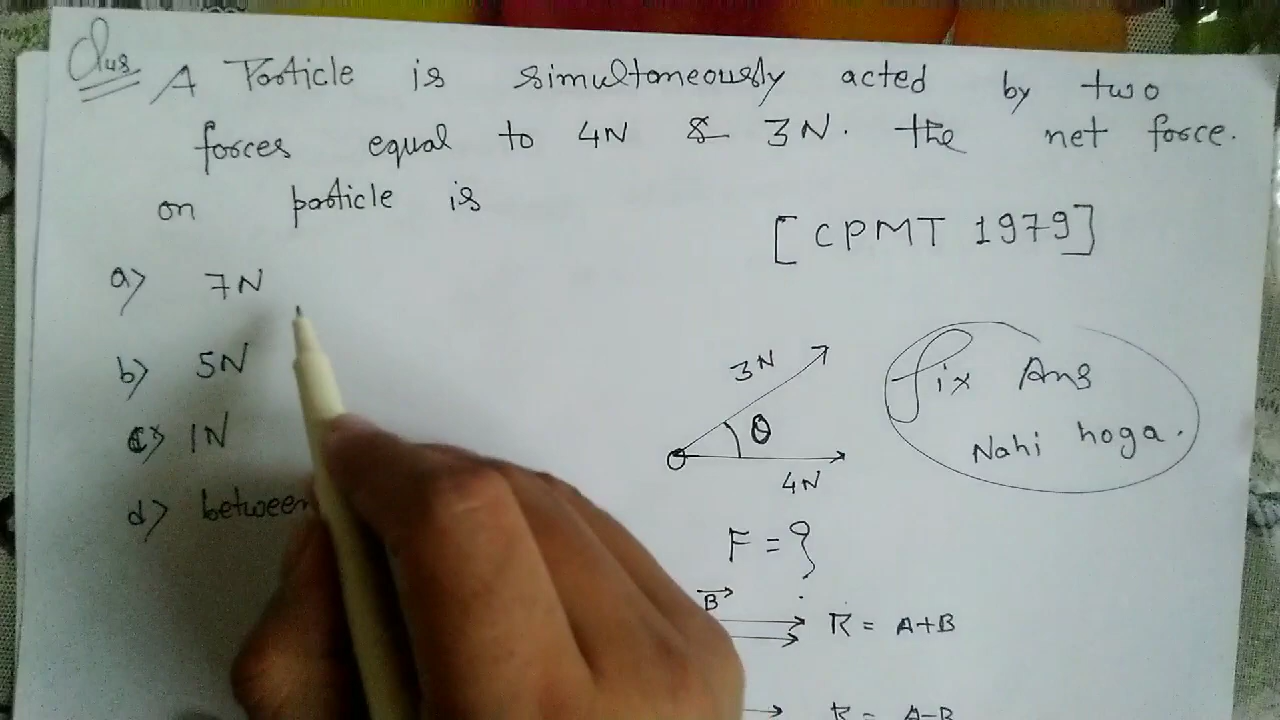 Ques. A Particle is simultaneously acted by two
forces equal to 4N & 3N. the net force.
on particle is
[CPMT 1979]
a> 7N
b> 5N
c> 1N
d> between
3N
θ
4N
fix Ans
Nahi hoga.
F = ?
B
R = A+B
R = A-B